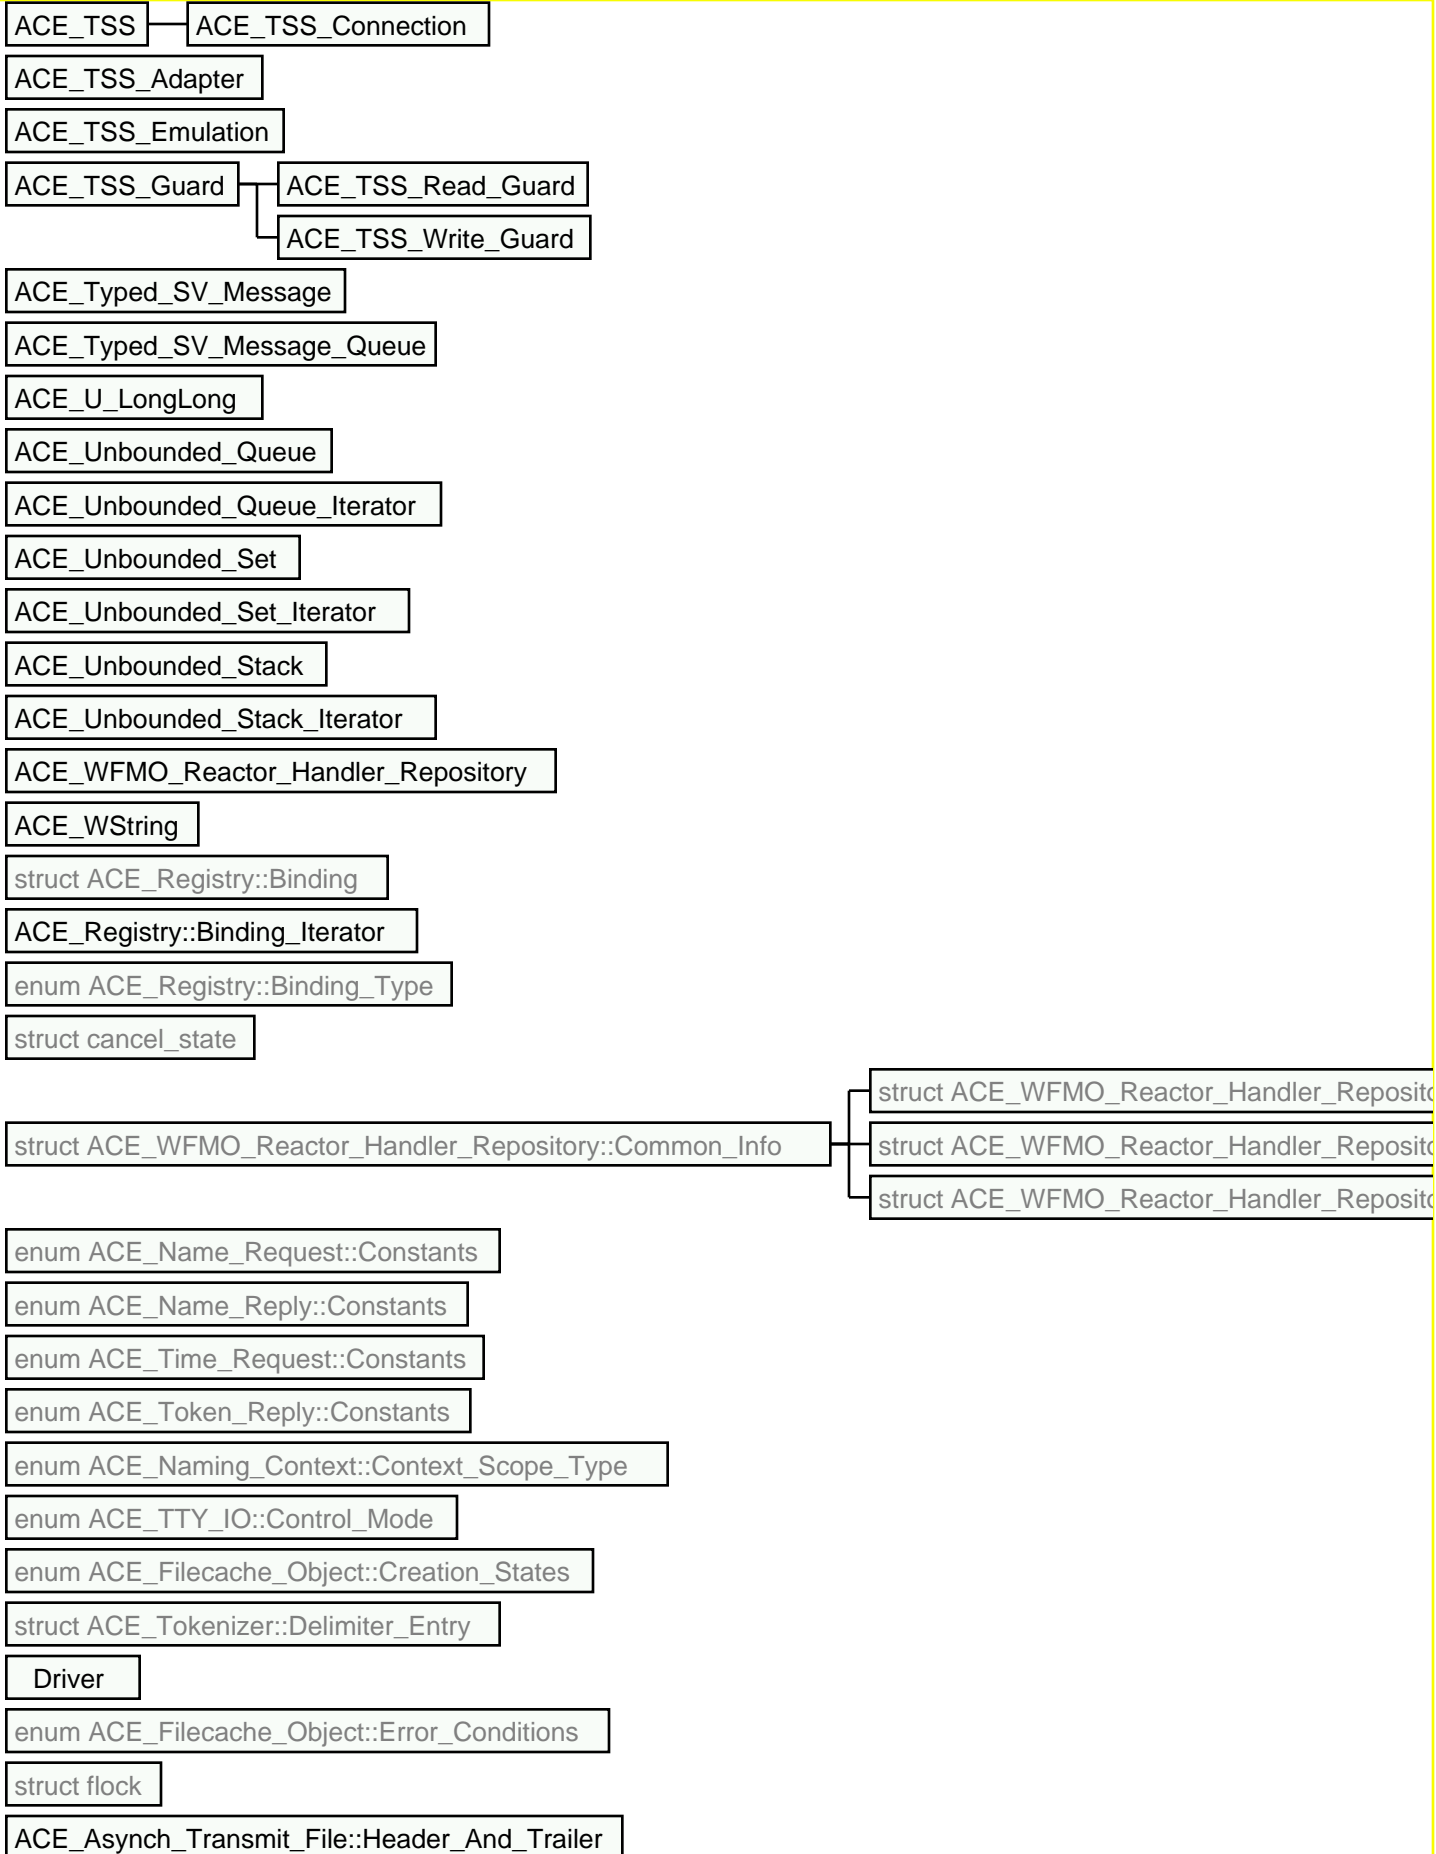 ACE_TSS ACE_TSS_Connection
ACE_TSS_Adapter
ACE_TSS_Emulation
ACE_TSS_Guard ACE_TSS_Read_Guard
ACE_TSS_Write_Guard
ACE_Typed_SV_Message
ACE_Typed_SV_Message_Queue
ACE_U_LongLong
ACE_Unbounded_Queue
ACE_Unbounded_Queue_Iterator
ACE_Unbounded_Set
ACE_Unbounded_Set_Iterator
ACE_Unbounded_Stack
ACE_Unbounded_Stack_Iterator
ACE_WFMO_Reactor_Handler_Repository
ACE_WString
struct ACE_Registry::Binding
ACE_Registry::Binding_Iterator
enum ACE_Registry::Binding_Type
struct cancel_state
struct ACE_WFMO_Reactor_Handler_Reposit
struct ACE_WFMO_Reactor_Handler_Repository::Common_Info struct ACE_WFMO_Reactor_Handler_Reposit
struct ACE_WFMO_Reactor_Handler_Reposit
enum ACE_Name_Request::Constants
enum ACE_Name_Reply::Constants
enum ACE_Time_Request::Constants
enum ACE_Token_Reply::Constants
enum ACE_Naming_Context::Context_Scope_Type
enum ACE_TTY_IO::Control_Mode
enum ACE_Filecache_Object::Creation_States
struct ACE_Tokenizer::Delimiter_Entry
Driver
enum ACE_Filecache_Object::Error_Conditions
struct flock
ACE_Asynch_Transmit_File::Header_And_Trailer